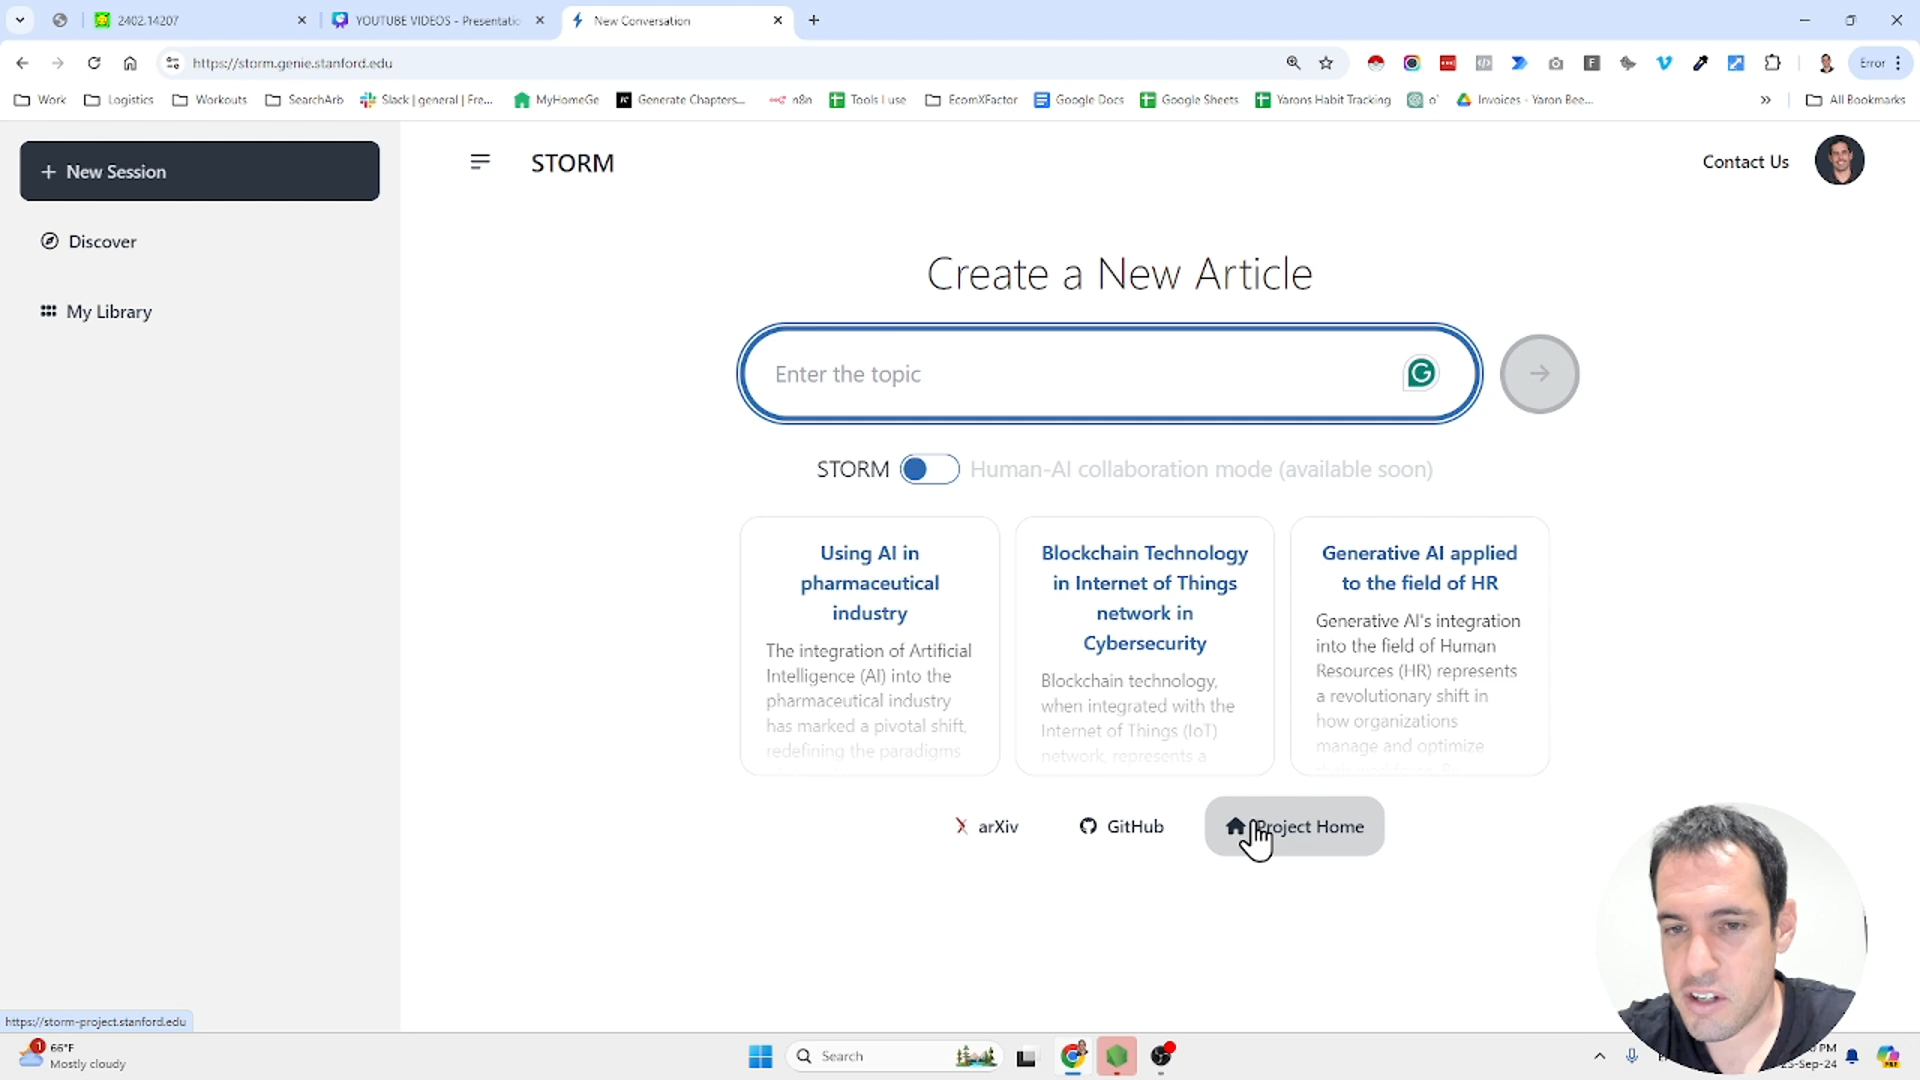 2402.14207
YOUTUBE VIDEOS - Presentatio
New Conversation
https://storm.genie.stanford.edu
Error
Work
Logistics
Workouts
SearchArb
Slack | general | Fre...
MyHomeGe
Generate Chapters...
n8n
Tools I use
EcomXFactor
Google Docs
Google Sheets
Yarons Habit Tracking
o'
Invoices - Yaron Bee...
All Bookmarks
+ New Session
STORM
Contact Us
Discover
My Library
Create a New Article
Enter the topic
STORM
Human-AI collaboration mode (available soon)
Using AI in
pharmaceutical
industry
The integration of Artificial
Intelligence (AI) into the
pharmaceutical industry
has marked a pivotal shift,
redefining the paradigms
Blockchain Technology
in Internet of Things
network in
Cybersecurity
Blockchain technology,
when integrated with the
Internet of Things (IoT)
network, represents a
Generative AI applied
to the field of HR
Generative AI's integration
into the field of Human
Resources (HR) represents
a revolutionary shift in
how organizations
manage and optimize
arXiv
GitHub
Project Home
https://storm-project.stanford.edu
1
66°F
Mostly cloudy
Search
PM
-Sep-24